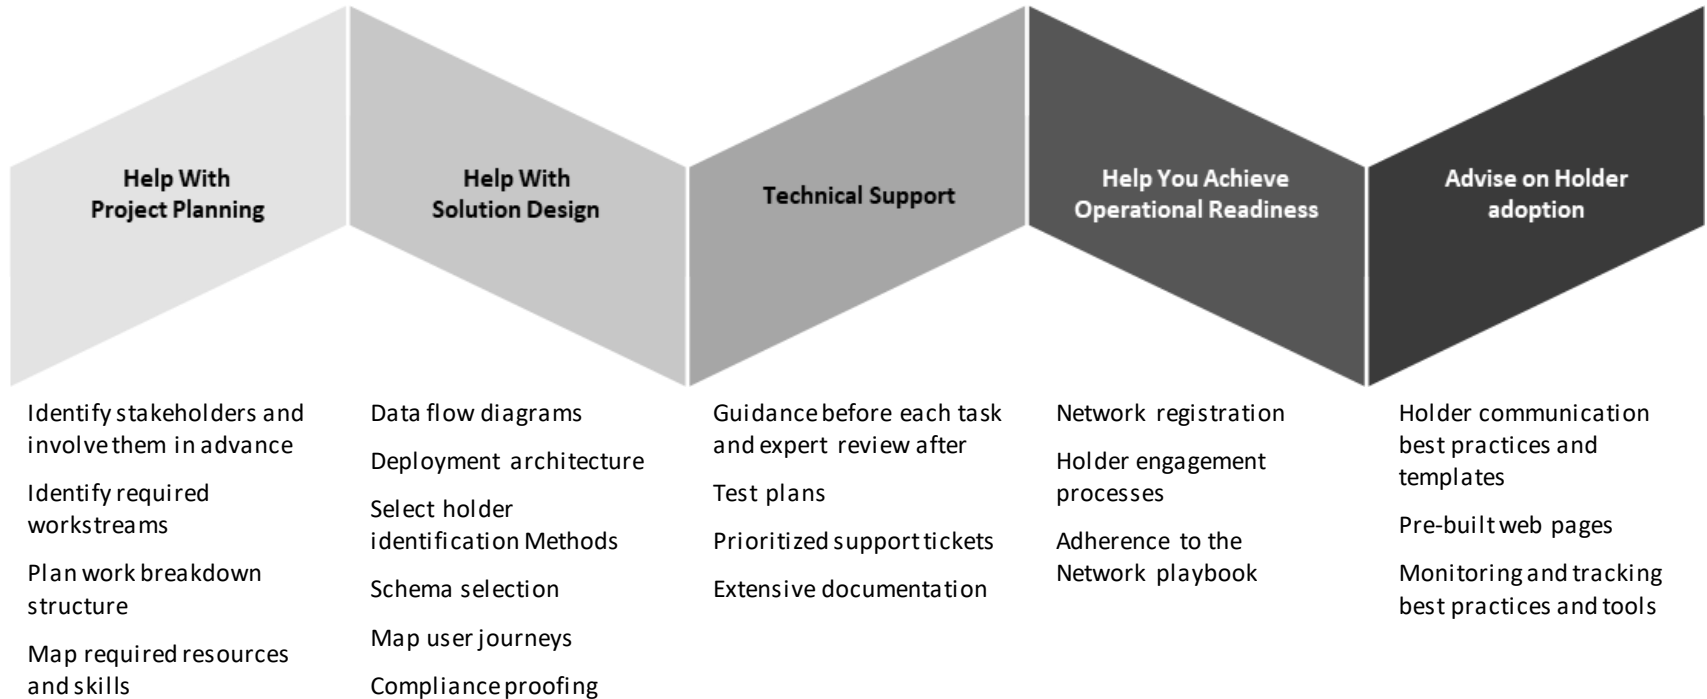 Help With
Project Planning
Help With
Solution Design
Technical Support
Help You Achieve
Operational Readiness
Advise on Holder
adoption
Identify stakeholders and
involve them in advance
Identify required
workstreams
Plan work breakdown
structure
Map required resources
and skills
Data flow diagrams
Deployment architecture
Select holder
identification Methods
Schema selection
Map user journeys
Compliance proofing
Guidance before each task
and expert review after
Test plans
Prioritized support tickets
Extensive documentation
Network registration
Holder engagement
processes
Adherence to the
Network playbook
Holder communication
best practices and
templates
Pre-built web pages
Monitoring and tracking
best practices and tools